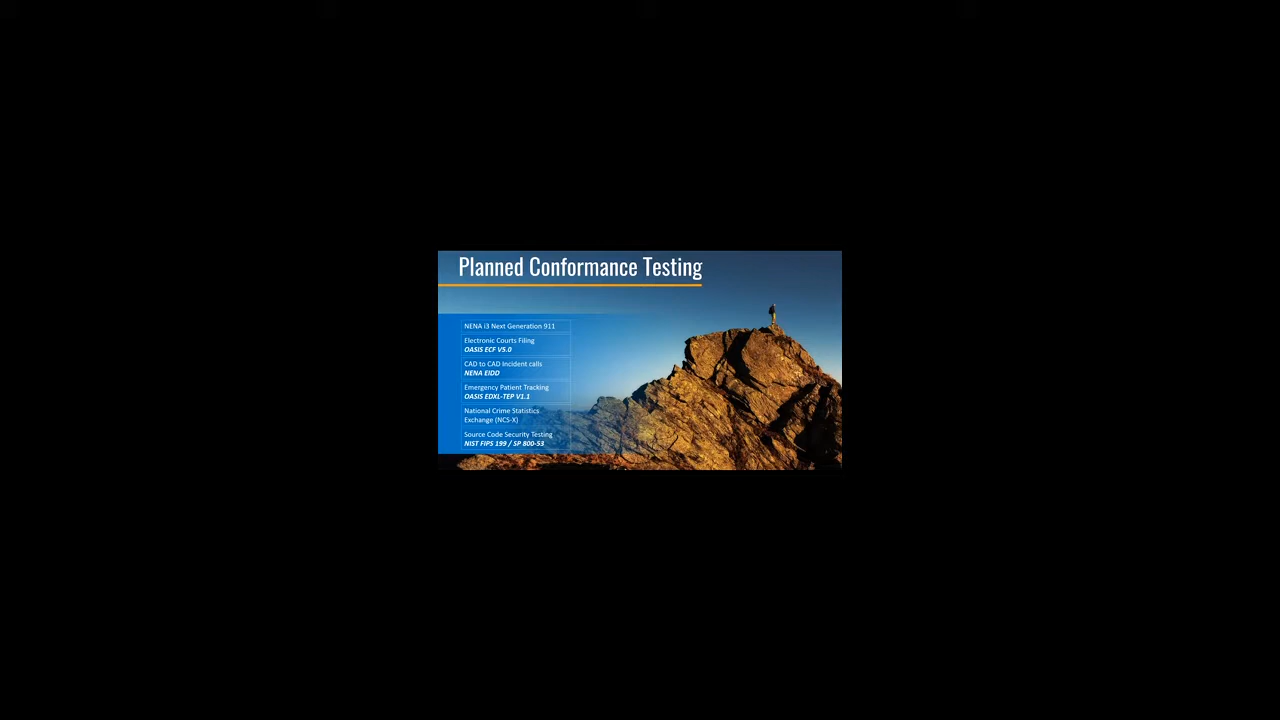 Planned Conformance Testing
NENA i3 Next Generation 911
Electronic Courts Filing
OASIS ECF V5.0
CAD to CAD Incident calls
NENA EIDD
Emergency Patient Tracking
OASIS EDXL-TEP V1.1
National Crime Statistics
Exchange (NCS-X)
Source Code Security Testing
NIST FIPS 199 / SP 800-53